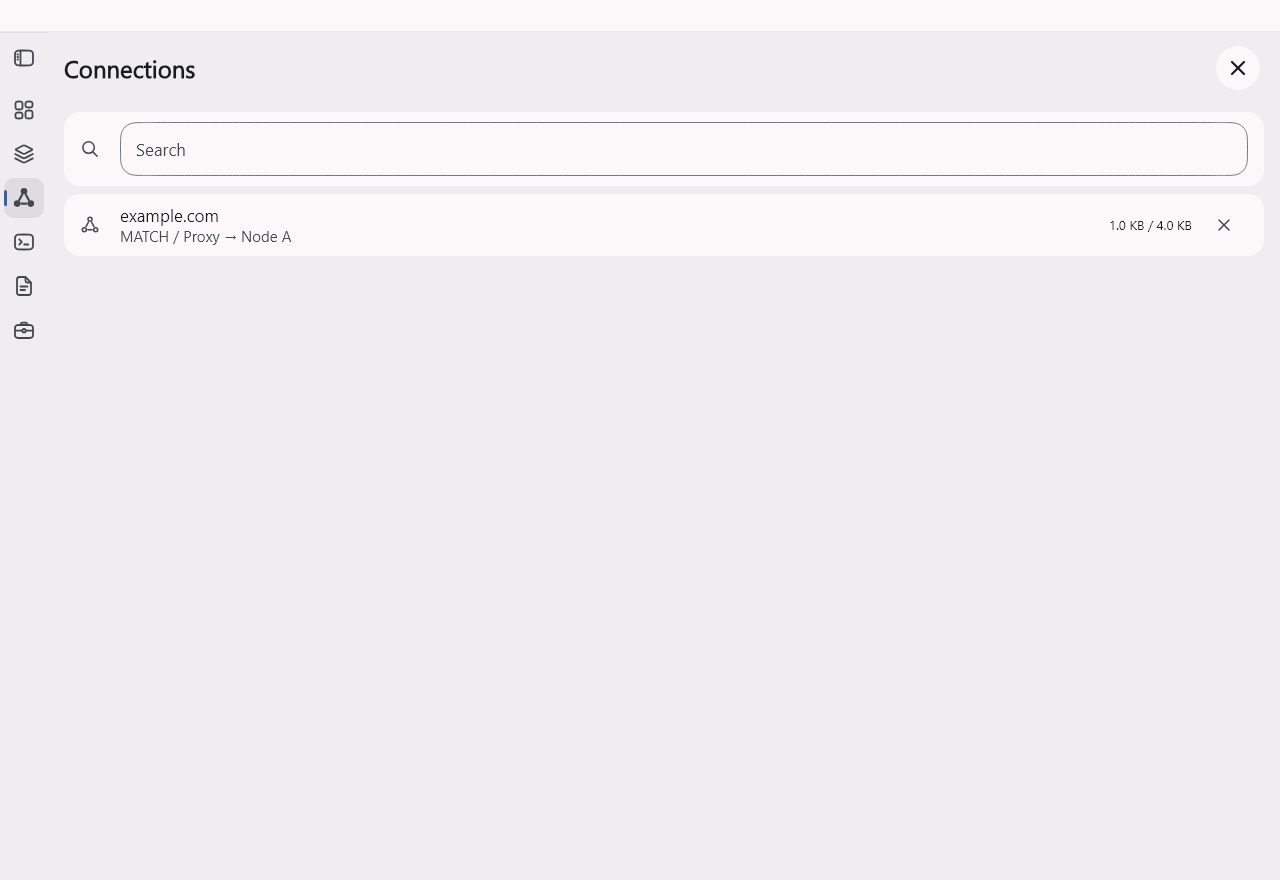 Connections
Search
example.com
MATCH / Proxy → Node A
1.0 KB / 4.0 KB